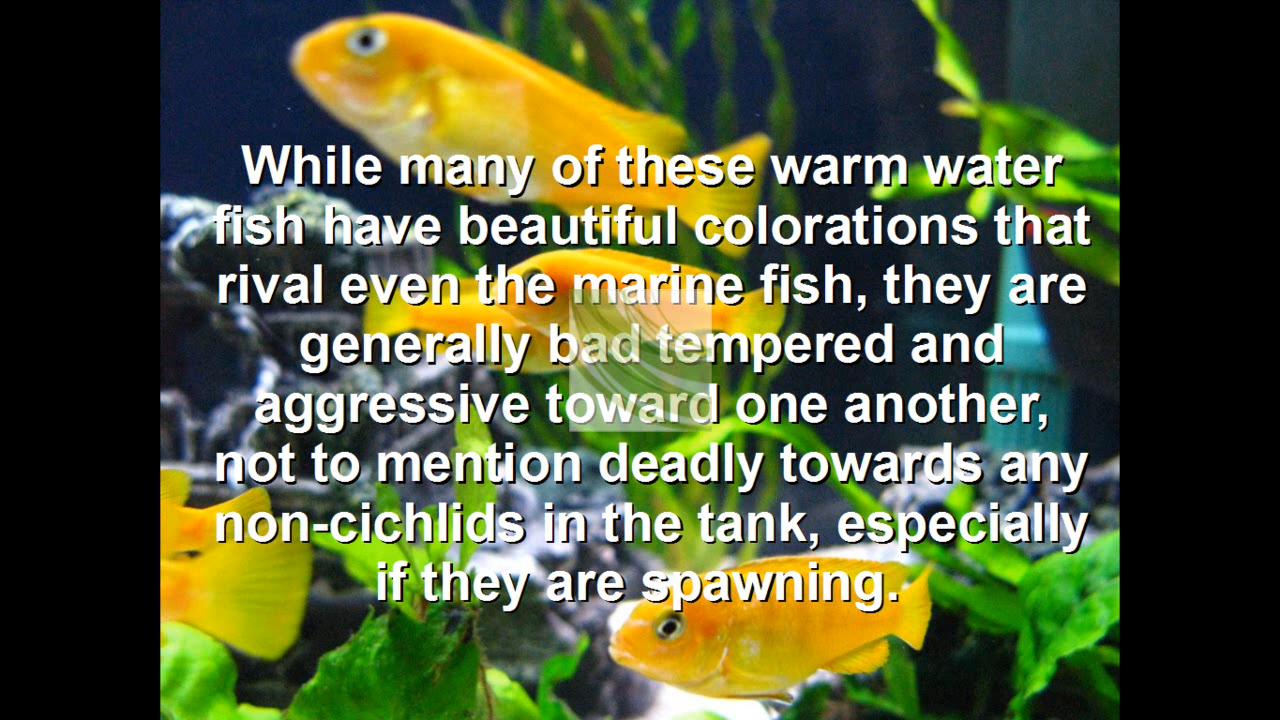 While many of these warm water
fish have beautiful colorations that
rival even the marine fish, they are
generally bad tempered and
aggressive toward one another,
not to mention deadly towards any
non-cichlids in the tank, especially
if they are spawning.